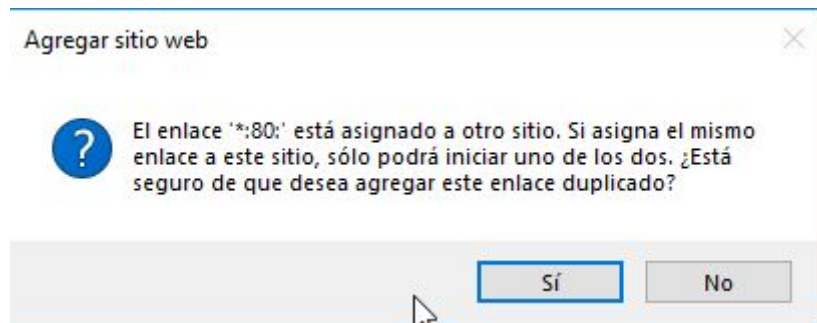 Agregar sitio web
El enlace '*:80:' está asignado a otro sitio. Si asigna el mismo
enlace a este sitio, sólo podrá iniciar uno de los dos. ¿Está
seguro de que desea agregar este enlace duplicado?
Sí No